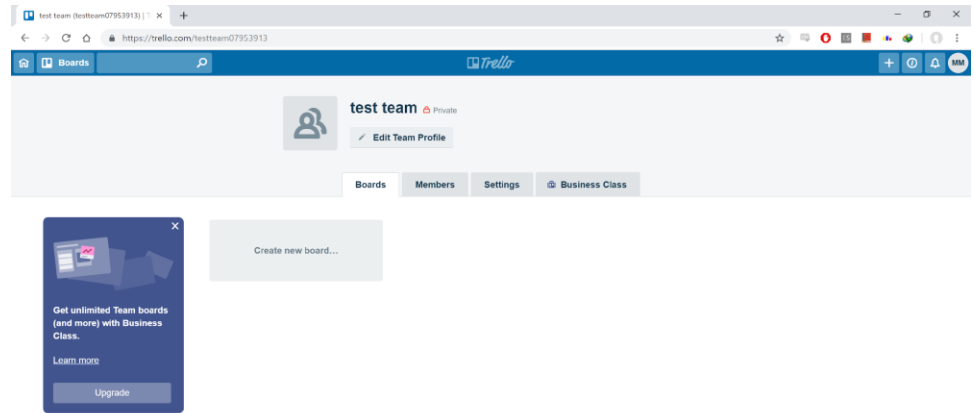 test team (testteam07953913) | T
https://trello.com/testteam07953913
Boards
Trello
MM
test team Private
Edit Team Profile
Boards Members Settings Business Class
Get unlimited Team boards
(and more) with Business
Class.
Learn more
Upgrade
Create new board...